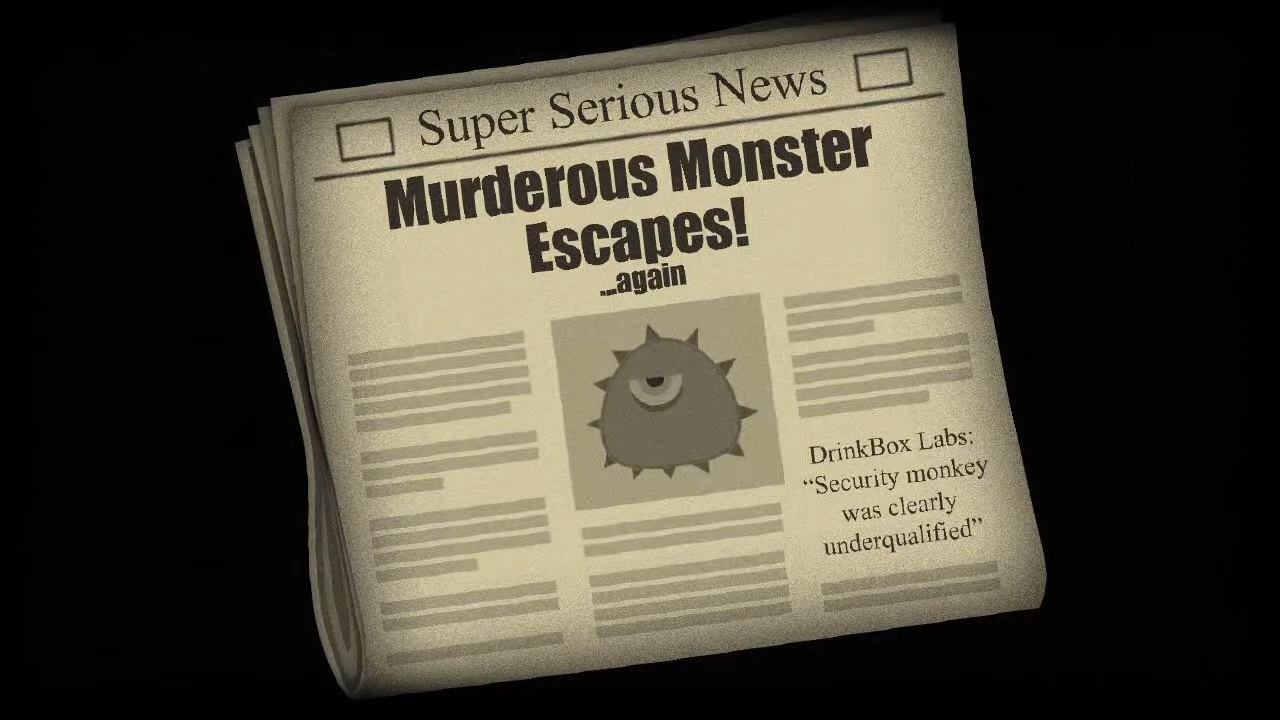 Super Serious News
Murderous Monster
Escapes!
...again
DrinkBox Labs:
“Security monkey
was clearly
underqualified”